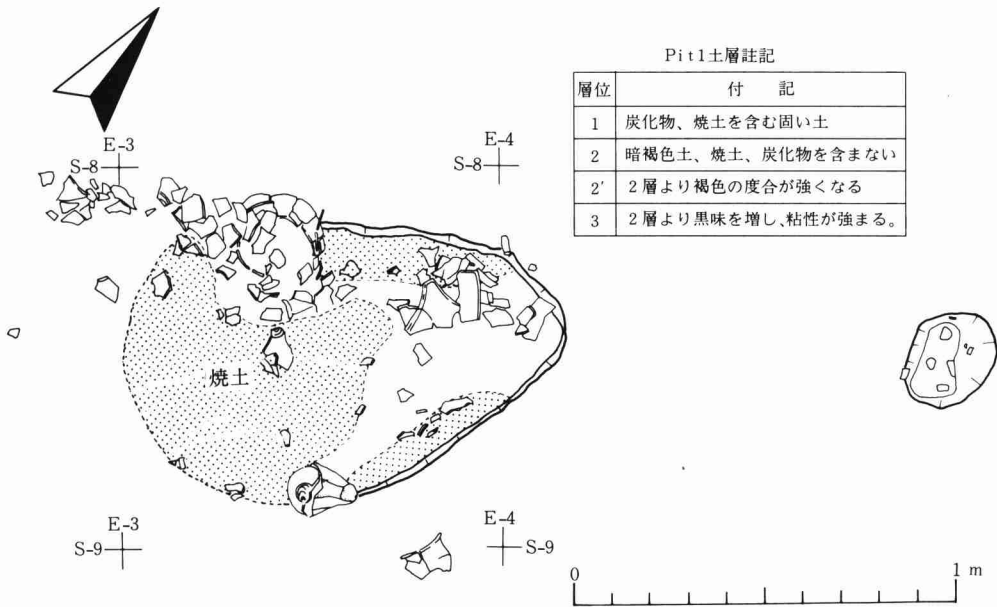 Pit1土層註記
層位 付 記
1 炭化物、焼土を含む固い土
2 暗褐色土、焼土、炭化物を含まない
2' 2層より褐色の度合が強くなる
3 2層より黒味を増し、粘性が強まる。
E-3
S-8
E-4
S-8
焼土
E-3
S-9
E-4
S-9
0 1 m